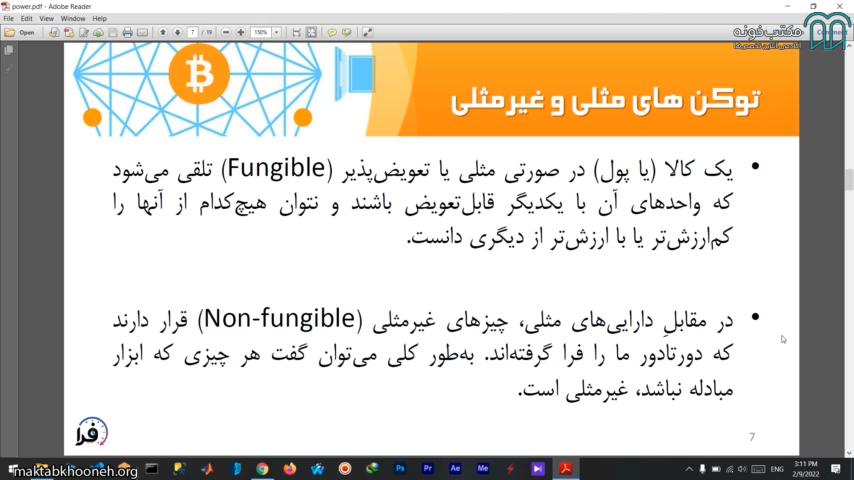 power.pdf - Adobe Reader
File Edit View Window Help
Open 7 / 19 150% Comment
مکتب‌خونه
توکن های مثلی و غیرمثلی
• یک کالا (یا پول) در صورتی مثلی یا تعویض‌پذیر (Fungible) تلقی می‌شود
که واحدهای آن با یکدیگر قابل‌تعویض باشند و نتوان هیچ‌کدام از آنها را
کم‌ارزش‌تر یا با ارزش‌تر از دیگری دانست.
• در مقابلِ دارایی‌های مثلی، چیزهای غیرمثلی (Non-fungible) قرار دارند
که دورتادور ما را فرا گرفته‌اند. به‌طور کلی می‌توان گفت هر چیزی که ابزار
مبادله نباشد، غیرمثلی است.
فرا
7
maktabkhooneh.org
Ps Pr Ae Me
ENG
3:11 PM
2/9/2022